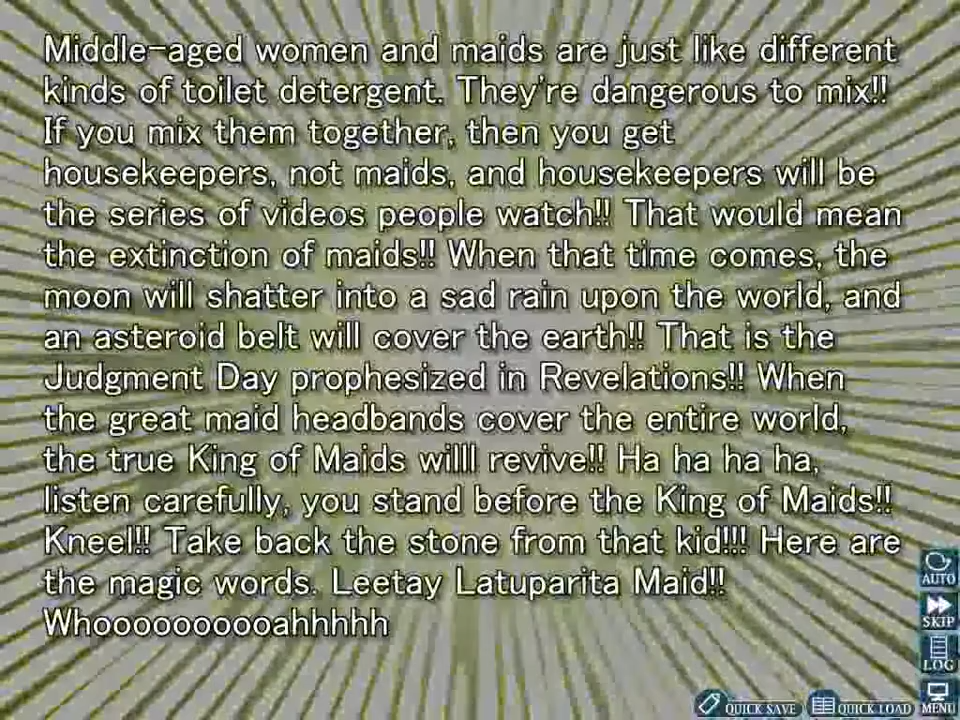 Middle-aged women and maids are just like different
kinds of toilet detergent. They're dangerous to mix!!
If you mix them together, then you get
housekeepers, not maids, and housekeepers will be
the series of videos people watch!! That would mean
the extinction of maids!! When that time comes, the
moon will shatter into a sad rain upon the world, and
an asteroid belt will cover the earth!! That is the
Judgment Day prophesized in Revelations!! When
the great maid headbands cover the entire world,
the true King of Maids willl revive!! Ha ha ha ha,
listen carefully, you stand before the King of Maids!!
Kneel!! Take back the stone from that kid!!! Here are
the magic words. Leetay Latuparita Maid!!
Whoooooooooahhhhh
AUTO
SKIP
LOG
MENU
QUICK SAVE
QUICK LOAD